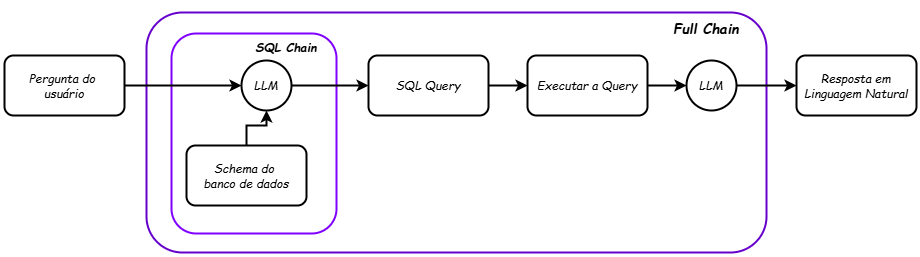 Full Chain
SQL Chain
Pergunta do
usuário
LLM
SQL Query
Executar a Query
LLM
Resposta em
Linguagem Natural
Schema do
banco de dados